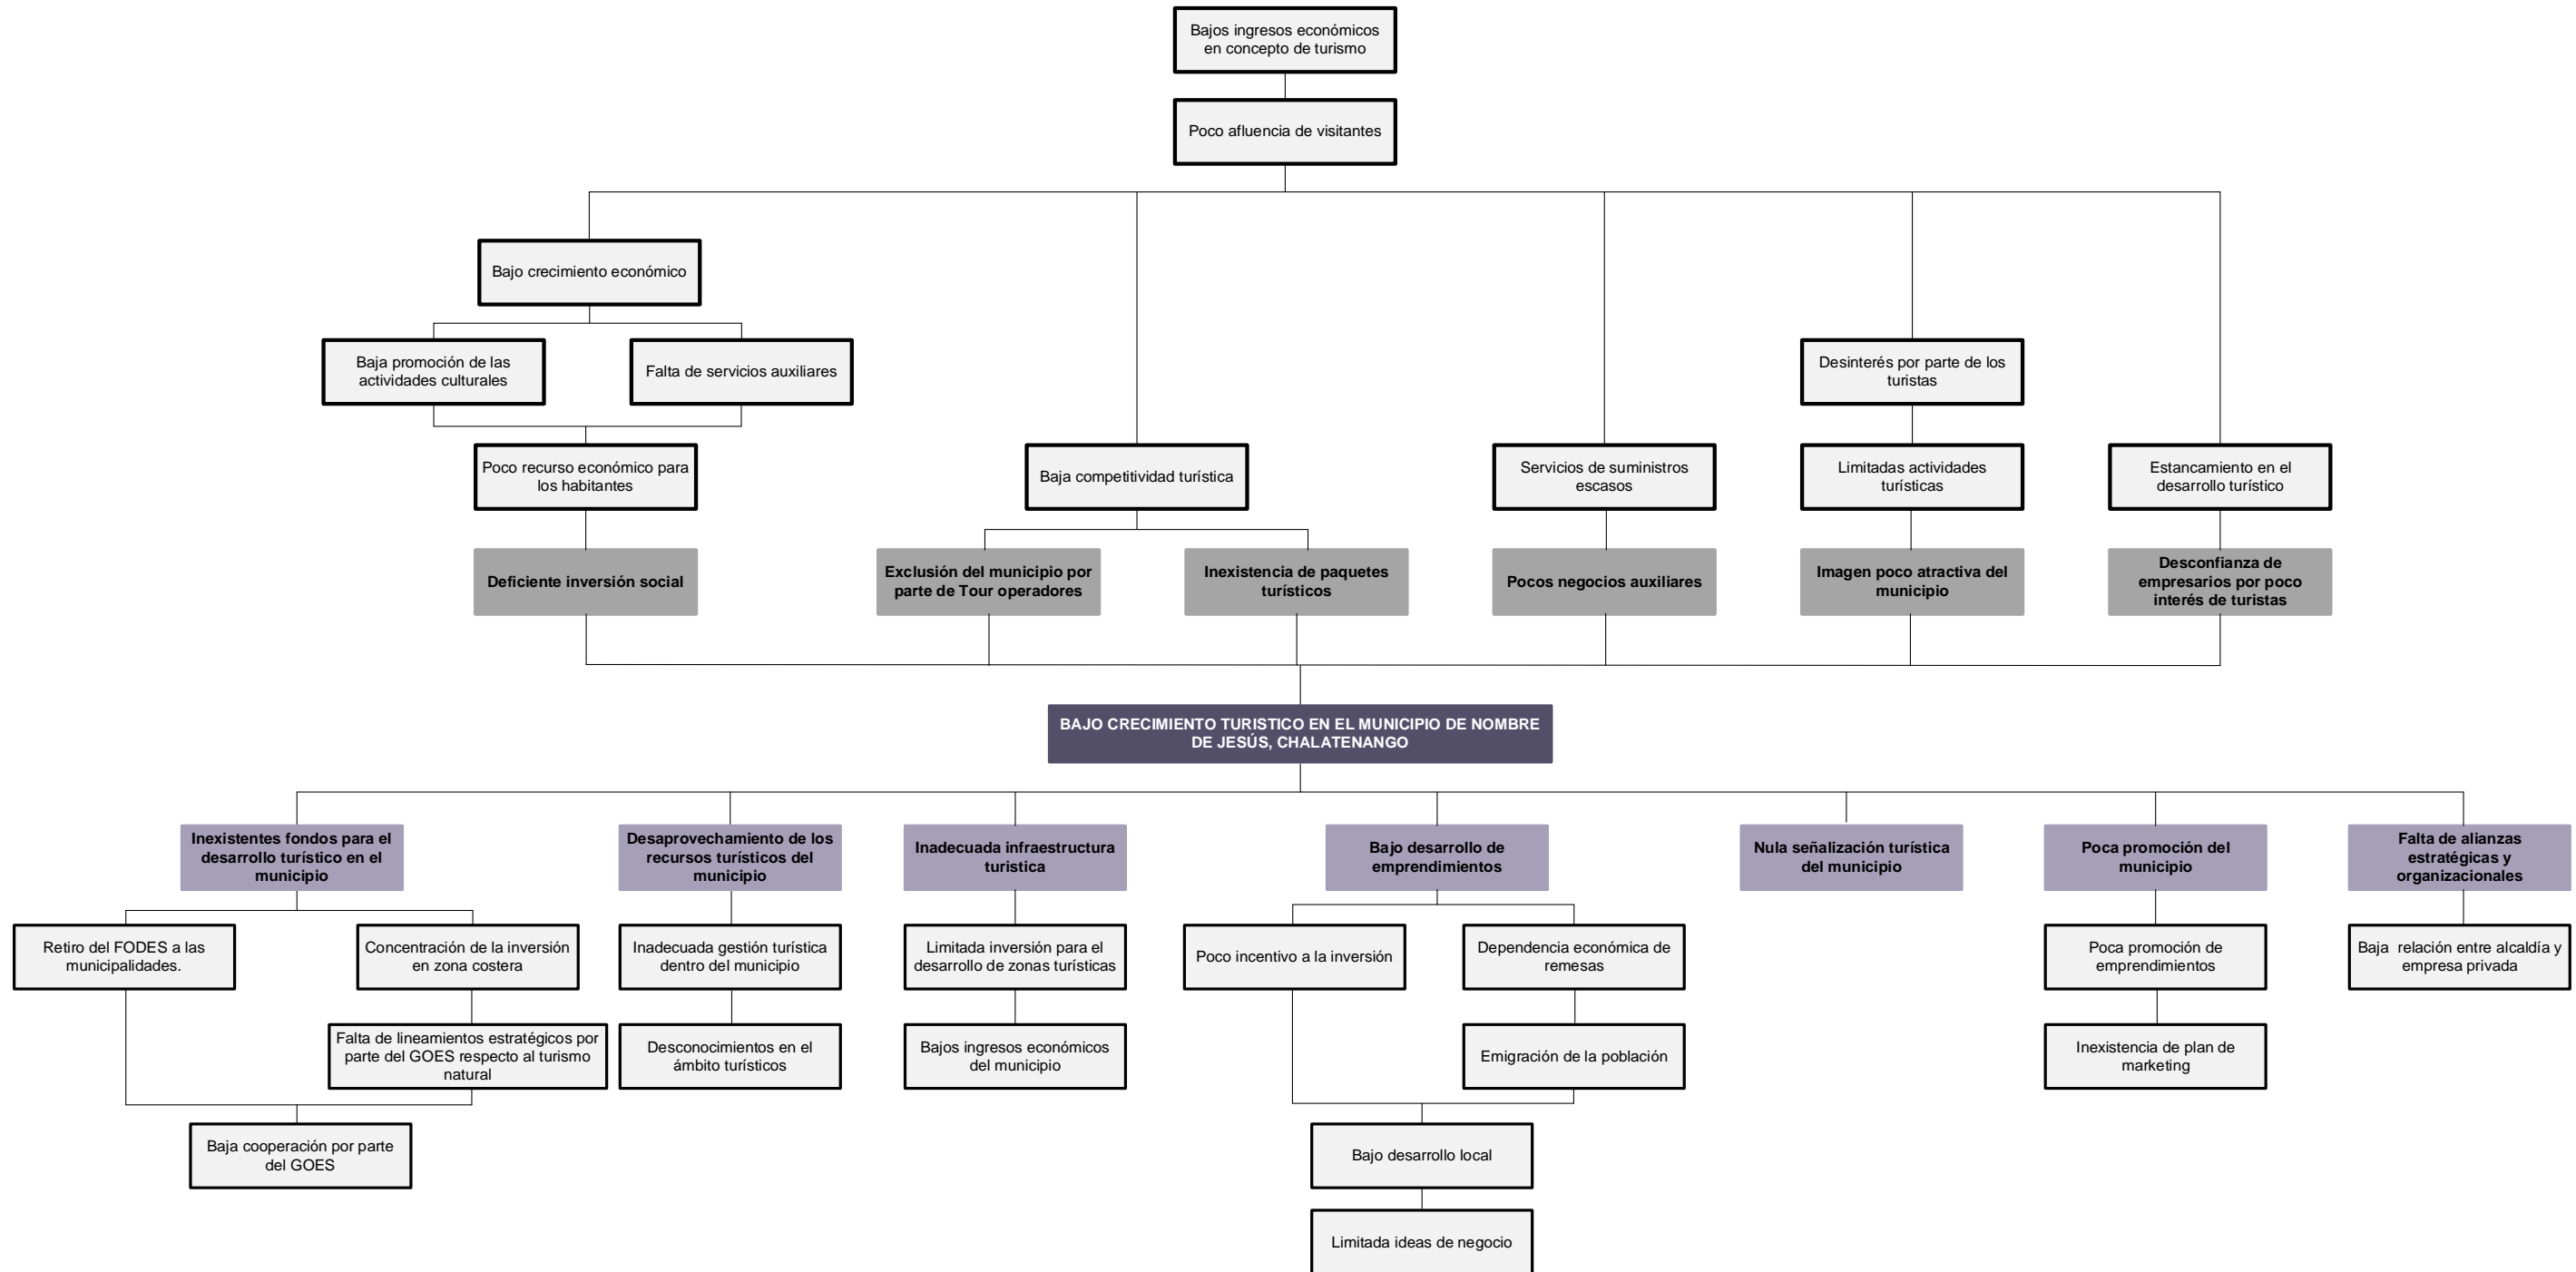 Bajos ingresos económicos
en concepto de turismo
Poco afluencia de visitantes
Bajo crecimiento económico
Baja promoción de las
actividades culturales
Falta de servicios auxiliares
Desinterés por parte de los
turistas
Poco recurso económico para
los habitantes
Baja competitividad turística
Servicios de suministros
escasos
Limitadas actividades
turísticas
Estancamiento en el
desarrollo turístico
Deficiente inversión social
Exclusión del municipio por
parte de Tour operadores
Inexistencia de paquetes
turísticos
Pocos negocios auxiliares
Imagen poco atractiva del
municipio
Desconfianza de
empresarios por poco
interés de turistas
BAJO CRECIMIENTO TURISTICO EN EL MUNICIPIO DE NOMBRE
DE JESÚS, CHALATENANGO
Inexistentes fondos para el
desarrollo turístico en el
municipio
Desaprovechamiento de los
recursos turísticos del
municipio
Inadecuada infraestructura
turistica
Bajo desarrollo de
emprendimientos
Nula señalización turística
del municipio
Poca promoción del
municipio
Falta de alianzas
estratégicas y
organizacionales
Retiro del FODES a las
municipalidades.
Concentración de la inversión
en zona costera
Inadecuada gestión turística
dentro del municipio
Limitada inversión para el
desarrollo de zonas turísticas
Poco incentivo a la inversión
Dependencia económica de
remesas
Poca promoción de
emprendimientos
Baja  relación entre alcaldía y
empresa privada
Falta de lineamientos estratégicos por
parte del GOES respecto al turismo
natural
Desconocimientos en el
ámbito turísticos
Bajos ingresos económicos
del municipio
Emigración de la población
Inexistencia de plan de
marketing
Baja cooperación por parte
del GOES
Bajo desarrollo local
Limitada ideas de negocio